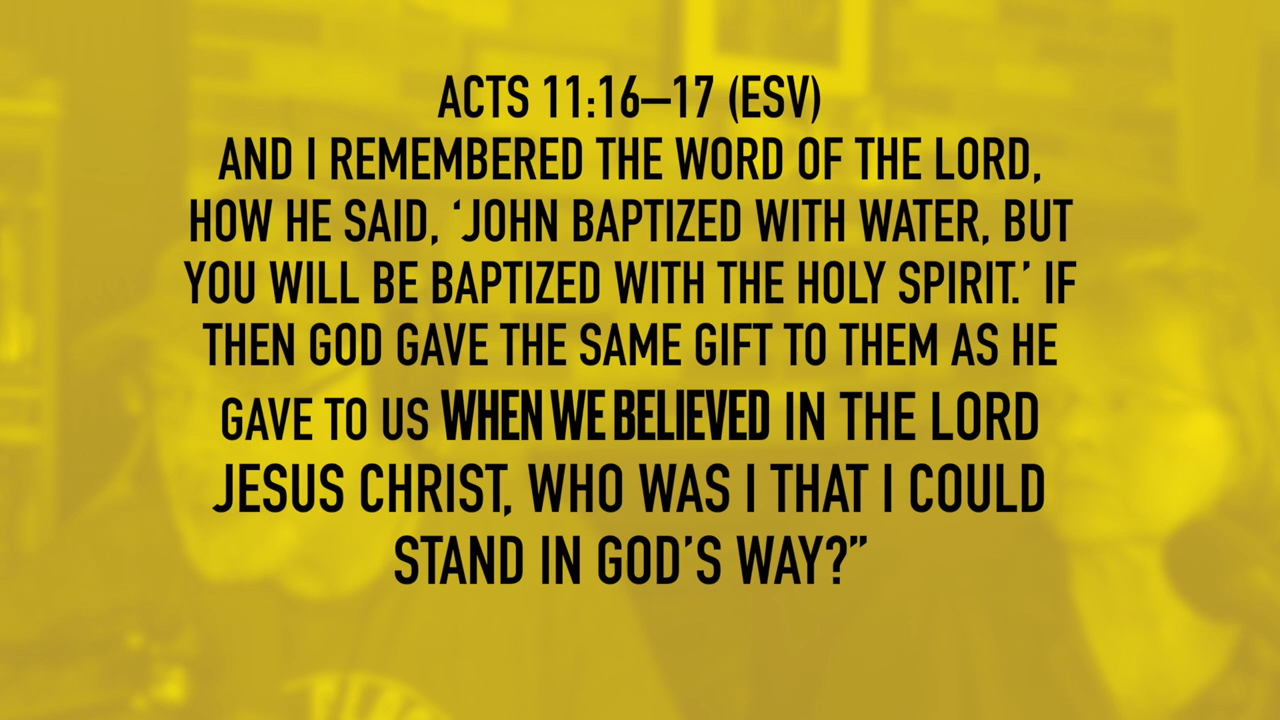 ACTS 11:16–17 (ESV)
AND I REMEMBERED THE WORD OF THE LORD,
HOW HE SAID, ‘JOHN BAPTIZED WITH WATER, BUT
YOU WILL BE BAPTIZED WITH THE HOLY SPIRIT.’ IF
THEN GOD GAVE THE SAME GIFT TO THEM AS HE
GAVE TO US WHEN WE BELIEVED IN THE LORD
JESUS CHRIST, WHO WAS I THAT I COULD
STAND IN GOD’S WAY?”